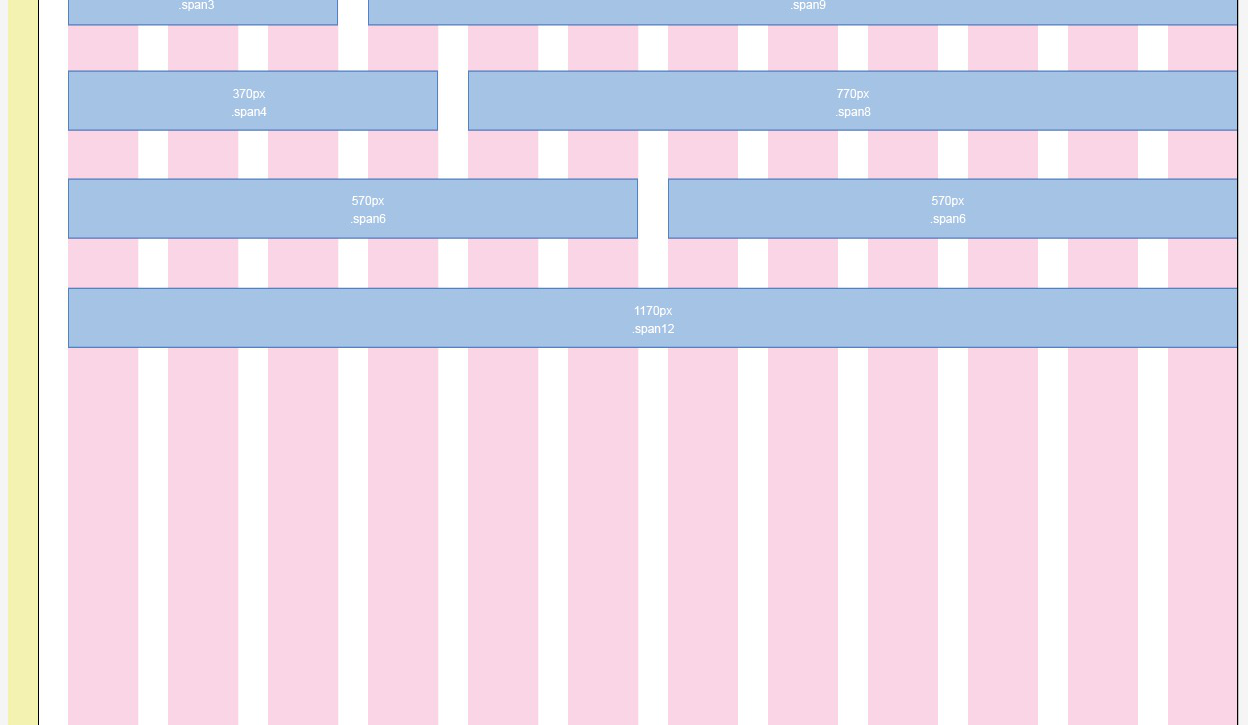 .span3
.span9
370px
.span4
770px
.span8
570px
.span6
570px
.span6
1170px
.span12